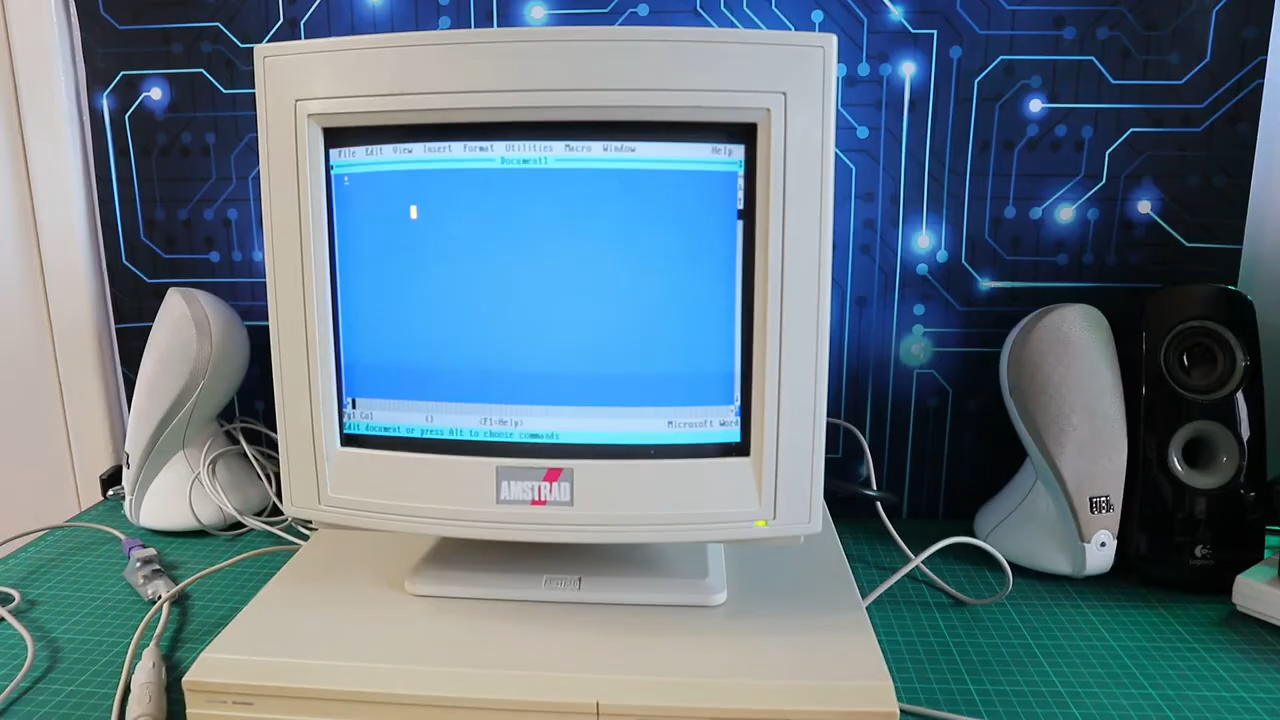 File Edit View Insert Format Utilities Macro Window Help
Document1
Pg1 Co1 {} <F1=Help> Microsoft Word
Edit document or press Alt to choose commands
AMSTRAD
AMSTRAD
JBL
Logitech